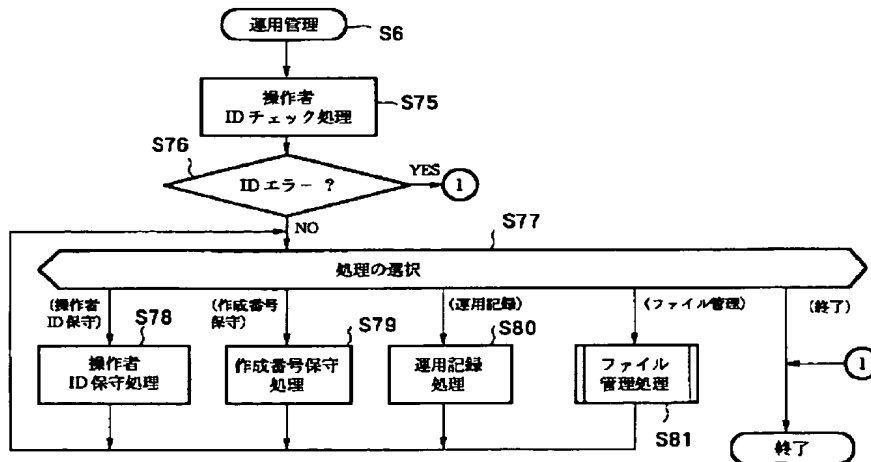 運用管理
S6
操作者
IDチェック処理
S75
S76
IDエラー ?
YES
1
NO
S77
処理の選択
(操作者
ID保守)
S78
(作成番号
保守)
S79
(運用記録)
S80
(ファイル管理)
(終了)
操作者
ID保守処理
作成番号保守
処理
運用記録
処理
ファイル
管理処理
S81
1
終了